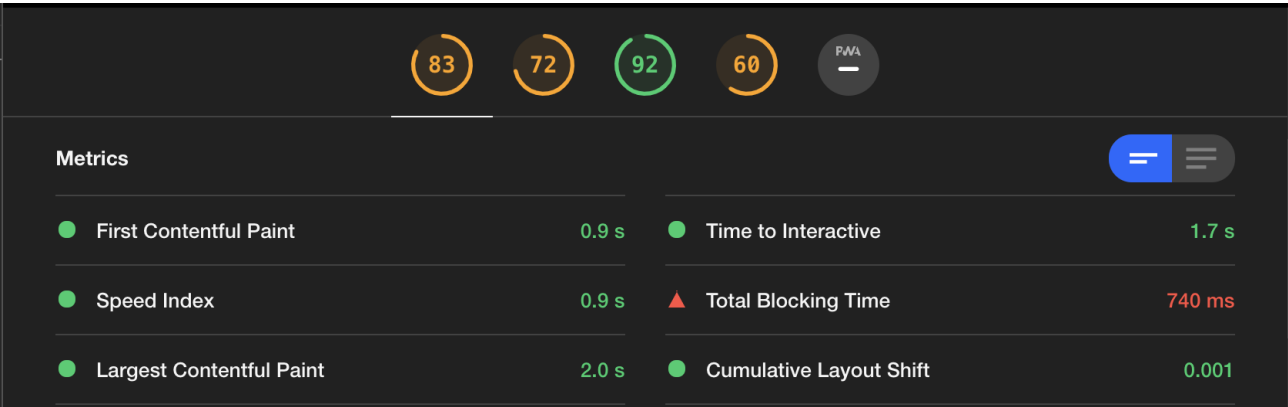 83 72 92 60 PWA
Metrics
First Contentful Paint 0.9 s
Time to Interactive 1.7 s
Speed Index 0.9 s
Total Blocking Time 740 ms
Largest Contentful Paint 2.0 s
Cumulative Layout Shift 0.001